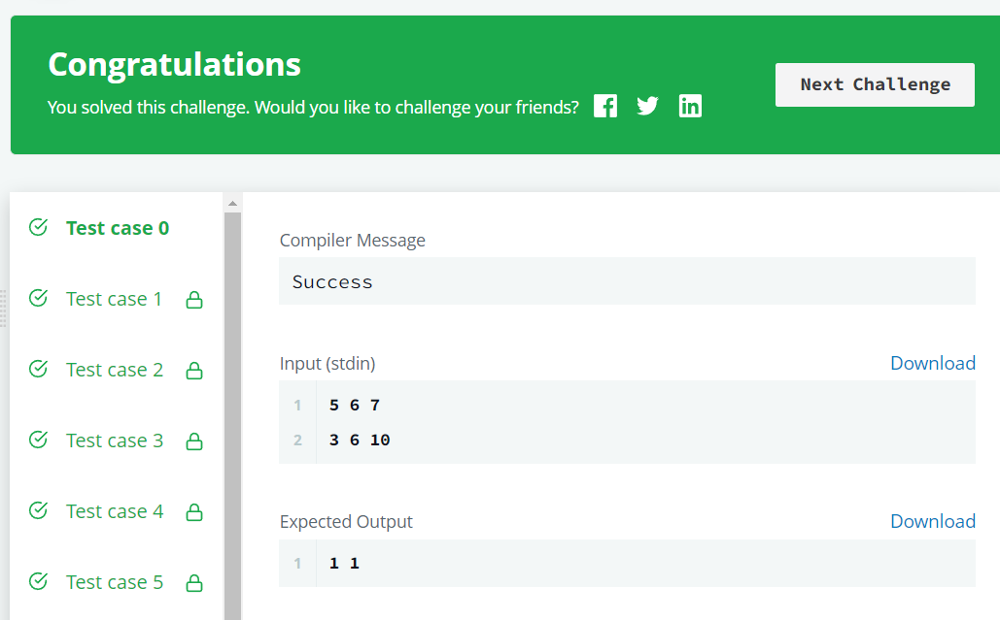 Congratulations
You solved this challenge. Would you like to challenge your friends?
Next Challenge
Test case 0
Test case 1
Test case 2
Test case 3
Test case 4
Test case 5
Compiler Message
Success
Input (stdin)
Download
1 5 6 7
2 3 6 10
Expected Output
Download
1 1 1